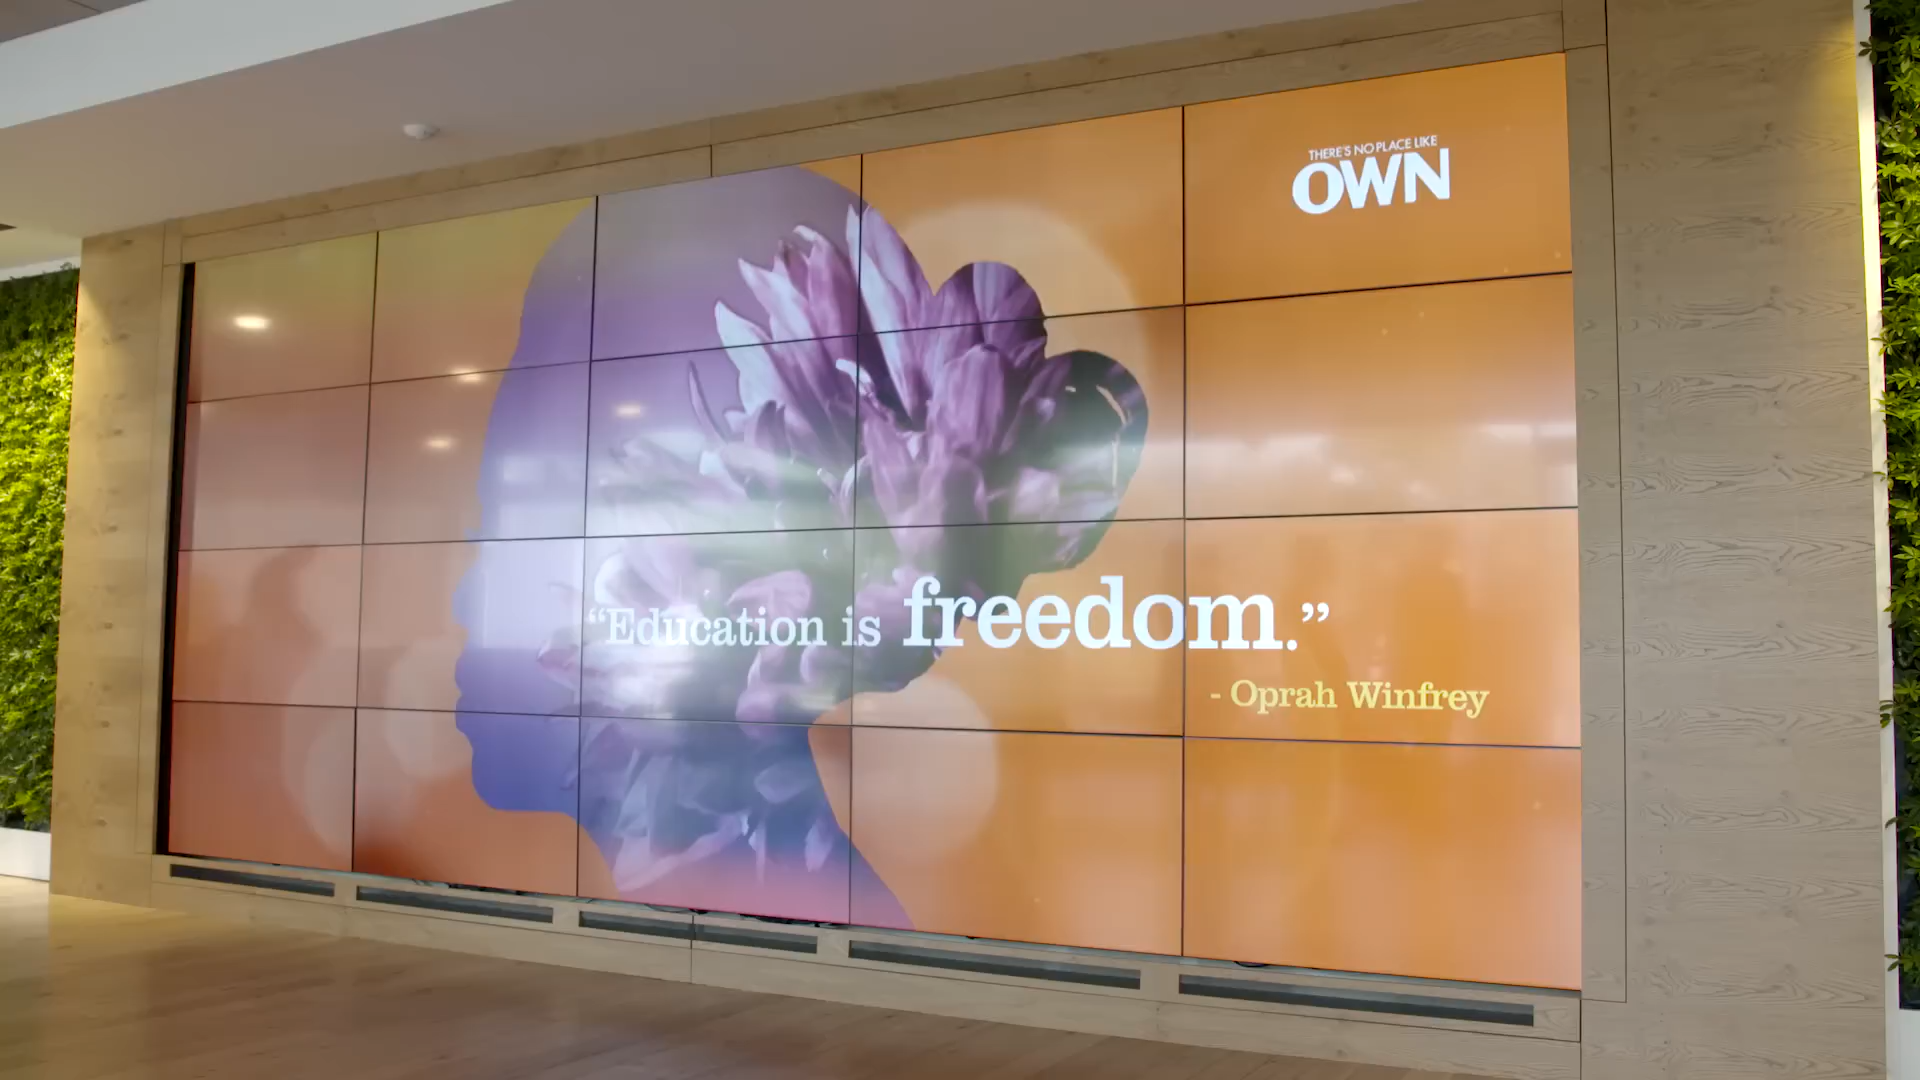 THERE'S NO PLACE LIKE
OWN
“Education is freedom.”
- Oprah Winfrey